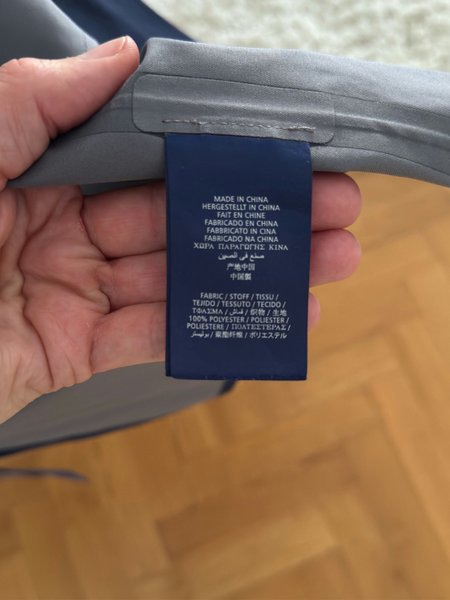 MADE IN CHINA
HERGESTELLT IN CHINA
FAIT EN CHINE
FABRICADO EN CHINA
FABBRICATO IN CINA
FABRICADO NA CHINA
ΧΩΡΑ ΠΑΡΑΓΩΓΗΣ ΚΙΝΑ
صنع في الصين
产地中国
中国製
FABRIC / STOFF / TISSU /
TEJIDO / TESSUTO / TECIDO /
ΥΦΑΣΜΑ / قماش / 织物 / 生地
100% POLYESTER / POLIESTER /
POLIESTERE / ΠΟΛΥΕΣΤΕΡΑΣ /
بوليستر / 聚酯纤维 / ポリエステル